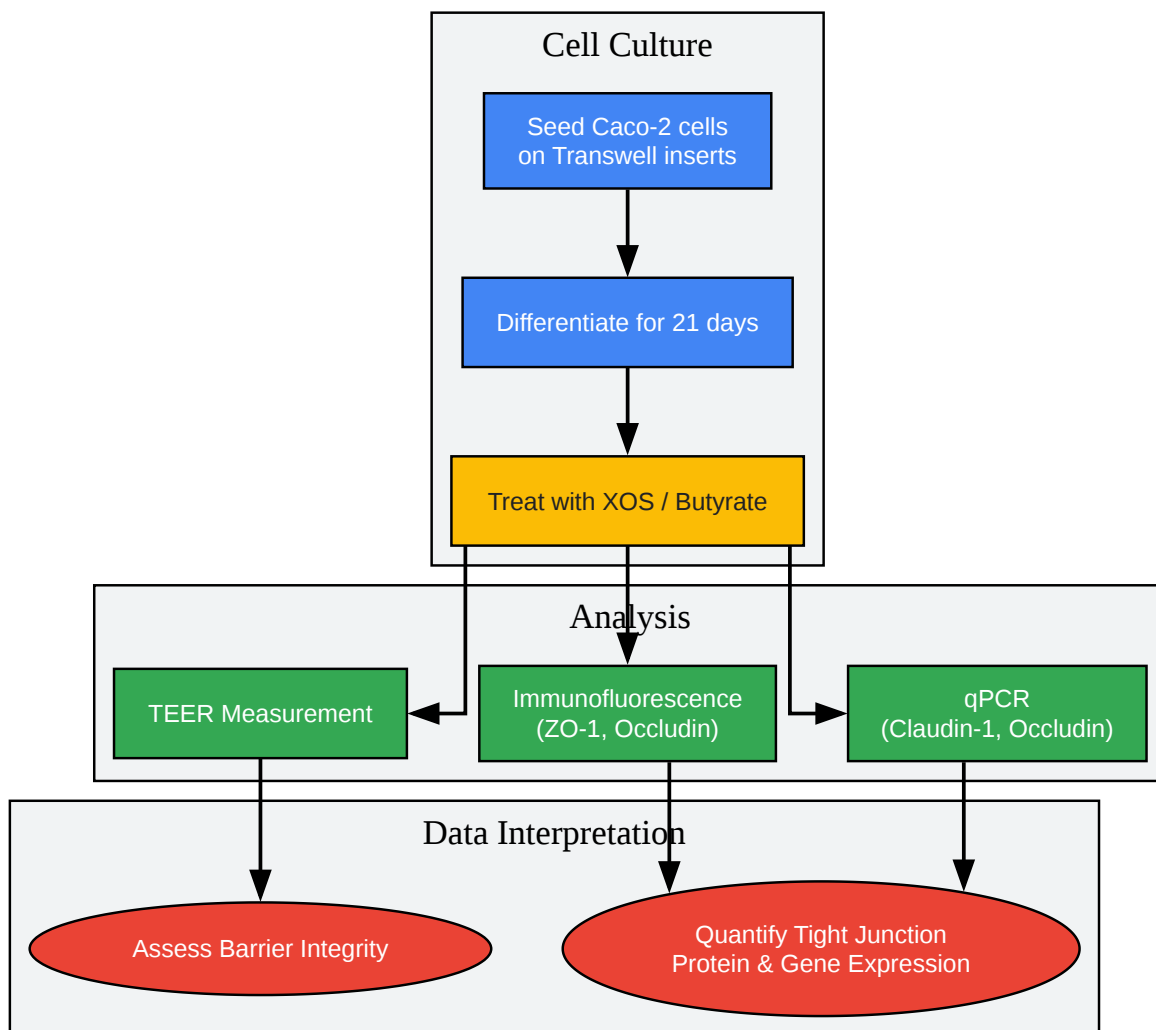 Cell Culture
Seed Caco-2 cells
on Transwell inserts
Differentiate for 21 days
Treat with XOS / Butyrate
Analysis
TEER Measurement
Immunofluorescence
(ZO-1, Occludin)
qPCR
(Claudin-1, Occludin)
Data Interpretation
Assess Barrier Integrity
Quantify Tight Junction
Protein & Gene Expression